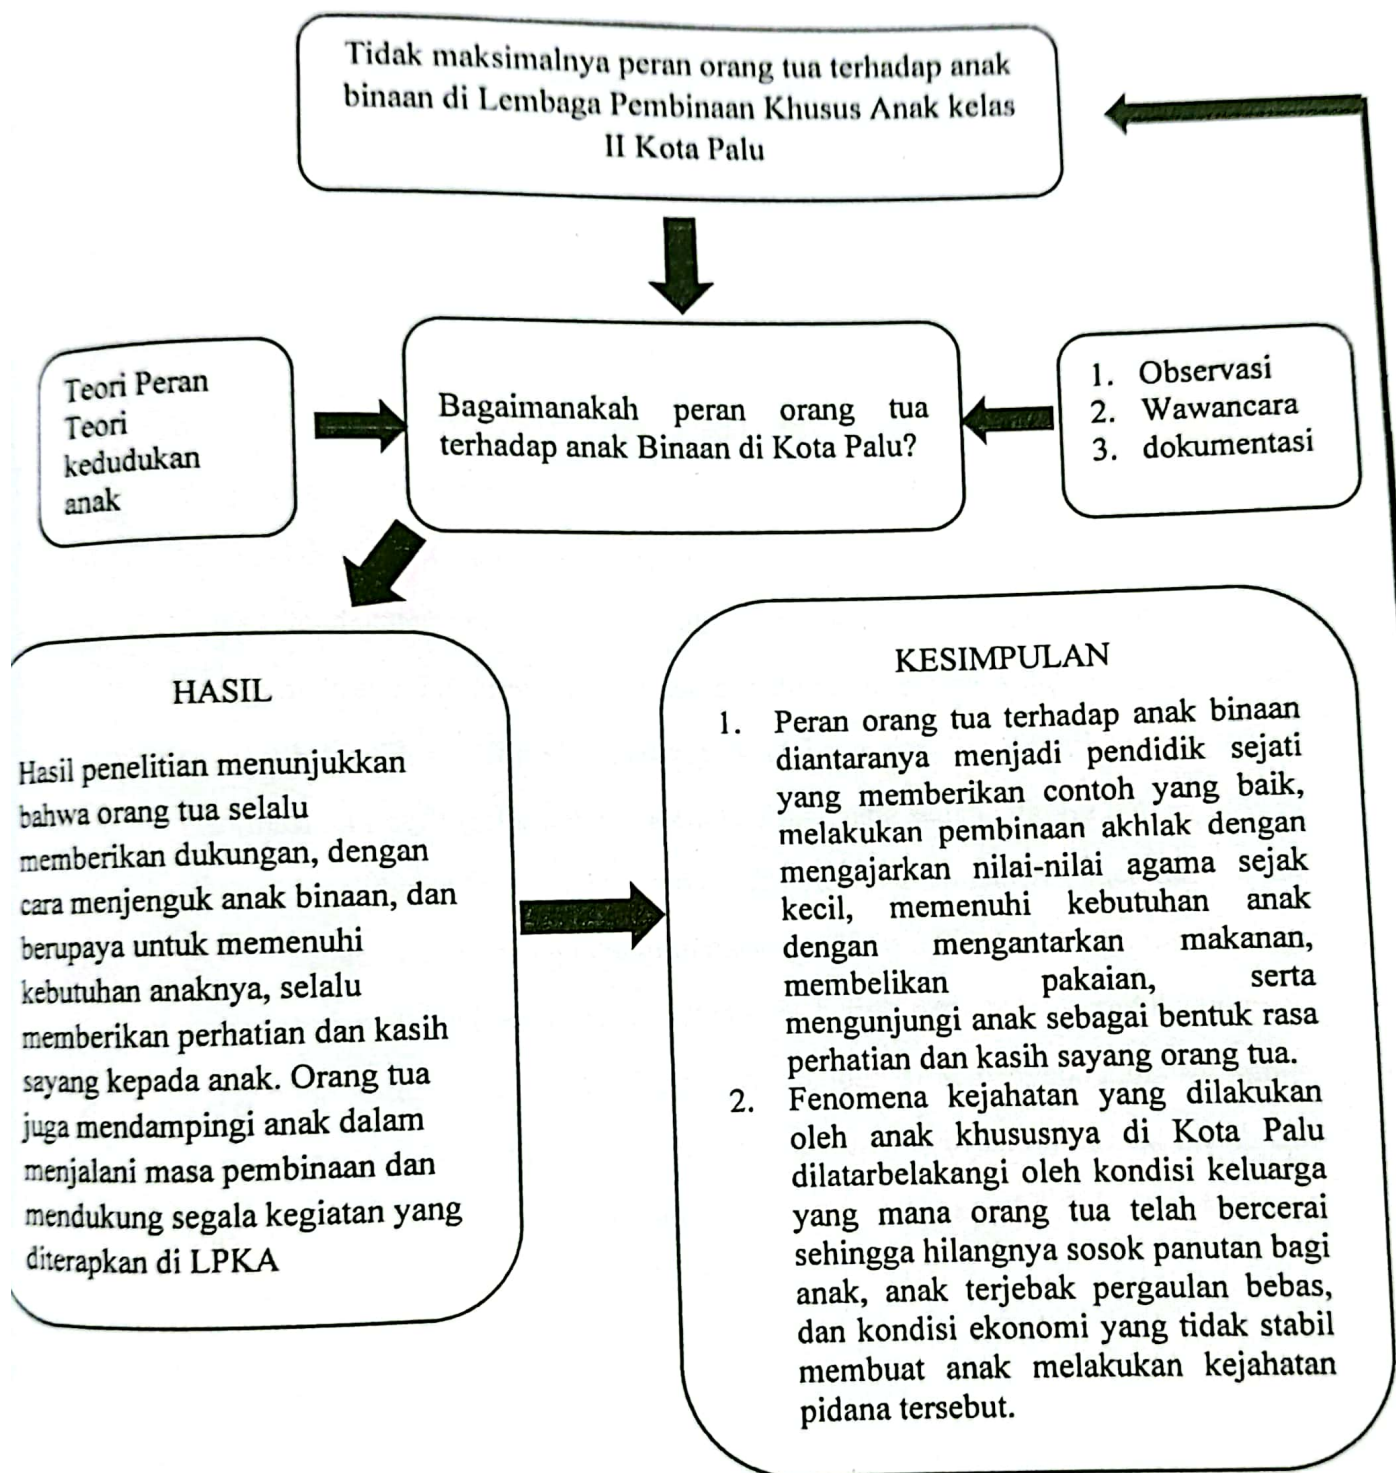 Tidak maksimalnya peran orang tua terhadap anak
binaan di Lembaga Pembinaan Khusus Anak kelas
II Kota Palu
Teori Peran
Teori
kedudukan
anak
Bagaimanakah peran orang tua
terhadap anak Binaan di Kota Palu?
1. Observasi
2. Wawancara
3. dokumentasi
HASIL
Hasil penelitian menunjukkan
bahwa orang tua selalu
memberikan dukungan, dengan
cara menjenguk anak binaan, dan
berupaya untuk memenuhi
kebutuhan anaknya, selalu
memberikan perhatian dan kasih
sayang kepada anak. Orang tua
juga mendampingi anak dalam
menjalani masa pembinaan dan
mendukung segala kegiatan yang
diterapkan di LPKA
KESIMPULAN
1. Peran orang tua terhadap anak binaan
diantaranya menjadi pendidik sejati
yang memberikan contoh yang baik,
melakukan pembinaan akhlak dengan
mengajarkan nilai-nilai agama sejak
kecil, memenuhi kebutuhan anak
dengan mengantarkan makanan,
membelikan pakaian, serta
mengunjungi anak sebagai bentuk rasa
perhatian dan kasih sayang orang tua.
2. Fenomena kejahatan yang dilakukan
oleh anak khususnya di Kota Palu
dilatarbelakangi oleh kondisi keluarga
yang mana orang tua telah bercerai
sehingga hilangnya sosok panutan bagi
anak, anak terjebak pergaulan bebas,
dan kondisi ekonomi yang tidak stabil
membuat anak melakukan kejahatan
pidana tersebut.